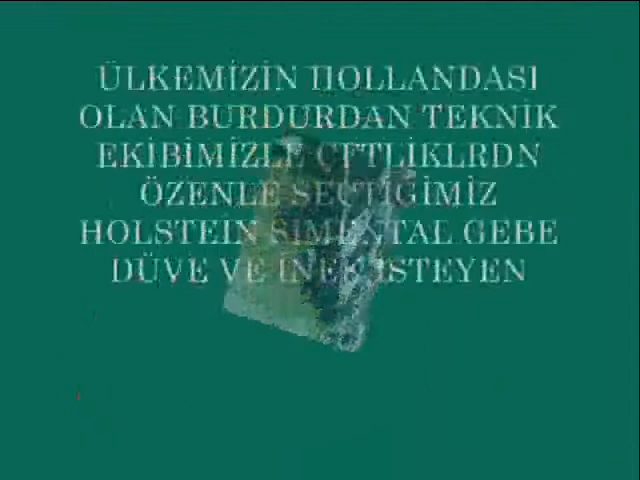 ÜLKEMİZİN HOLLANDASI
OLAN BURDURDAN TEKNİK
EKİBİMİZLE ÇFTLİKLRDN
ÖZENLE SEÇTİĞİMİZ
HOLSTEİN SİMENTAL GEBE
DÜVE VE İNEK İSTEYEN